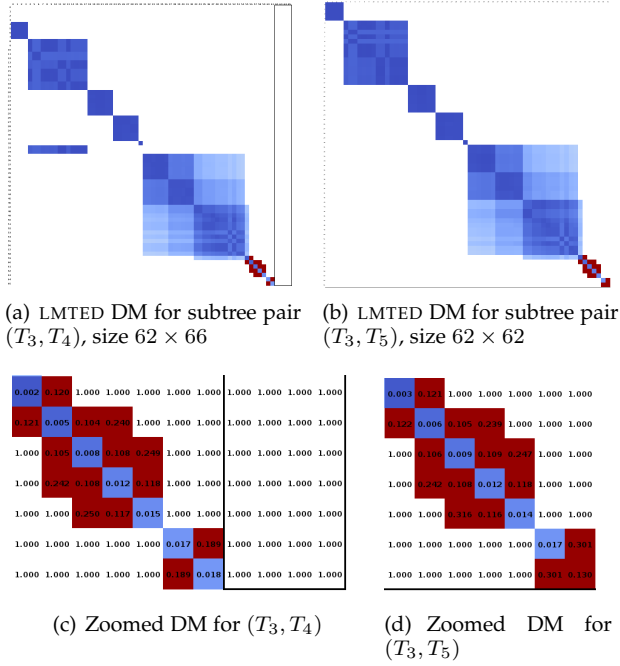 (a) LMTED DM for subtree pair
(T₃, T₄), size 62 × 66
(b) LMTED DM for subtree pair
(T₃, T₅), size 62 × 62
0.002 0.120 1.000 1.000 1.000 1.000 1.000 1.000 1.000 1.000 1.000
0.121 0.005 0.104 0.240 1.000 1.000 1.000 1.000 1.000 1.000 1.000
1.000 0.105 0.008 0.108 0.249 1.000 1.000 1.000 1.000 1.000 1.000
1.000 0.242 0.108 0.012 0.116 1.000 1.000 1.000 1.000 1.000 1.000
1.000 1.000 0.250 0.117 0.015 1.000 1.000 1.000 1.000 1.000 1.000
1.000 1.000 1.000 1.000 1.000 0.017 0.189 1.000 1.000 1.000 1.000
1.000 1.000 1.000 1.000 1.000 0.189 0.018 1.000 1.000 1.000 1.000
(c) Zoomed DM for (T₃, T₄)
0.003 0.121 1.000 1.000 1.000 1.000 1.000
0.122 0.006 0.105 0.239 1.000 1.000 1.000
1.000 0.106 0.009 0.109 0.247 1.000 1.000
1.000 0.242 0.108 0.012 0.118 1.000 1.000
1.000 1.000 0.316 0.116 0.014 1.000 1.000
1.000 1.000 1.000 1.000 1.000 0.017 0.301
1.000 1.000 1.000 1.000 1.000 0.301 0.130
(d) Zoomed DM for
(T₃, T₅)